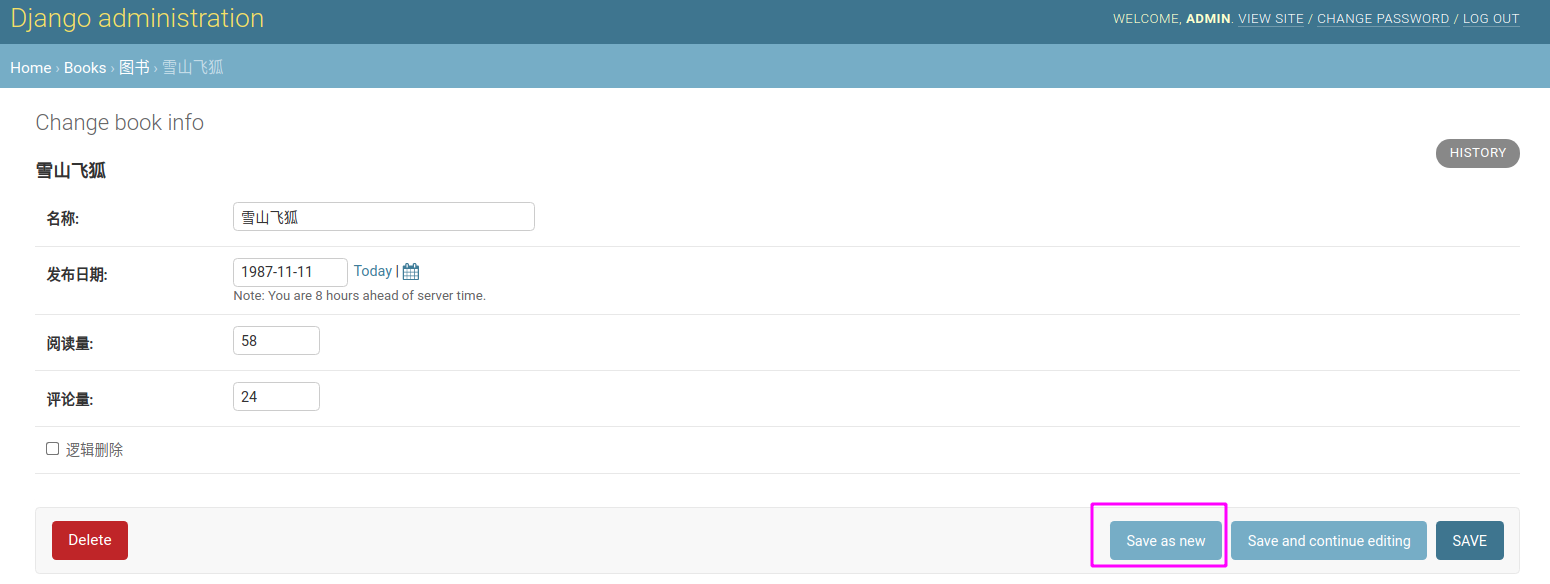 Django administration
WELCOME, ADMIN. VIEW SITE / CHANGE PASSWORD / LOG OUT
Home › Books › 图书 › 雪山飞狐
Change book info
HISTORY
雪山飞狐
名称: 雪山飞狐
发布日期: 1987-11-11 Today |
Note: You are 8 hours ahead of server time.
阅读量: 58
评论量: 24
逻辑删除
Delete Save as new Save and continue editing SAVE